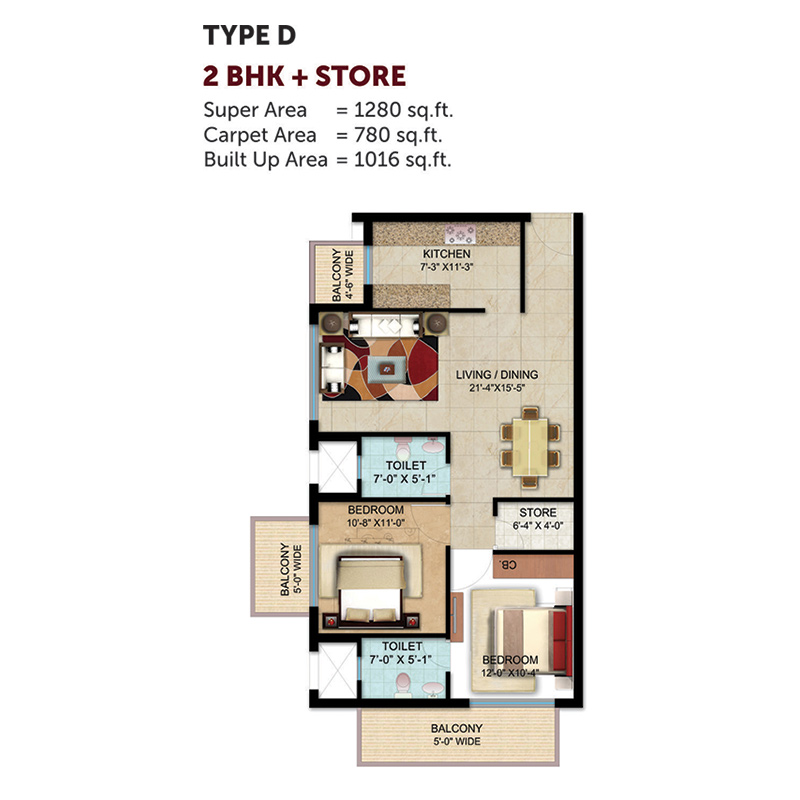 TYPE D
2 BHK + STORE
Super Area = 1280 sq.ft.
Carpet Area = 780 sq.ft.
Built Up Area = 1016 sq.ft.
KITCHEN
7'-3" X11'-3"
BALCONY
4'-6" WIDE
LIVING / DINING
21'-4"X15'-5"
TOILET
7'-0" X 5'-1"
BEDROOM
10'-8" X11'-0"
STORE
6'-4" X 4'-0"
CB.
BALCONY
5'-0" WIDE
TOILET
7'-0" X 5'-1"
BEDROOM
12'-0"X10'-4"
BALCONY
5'-0" WIDE